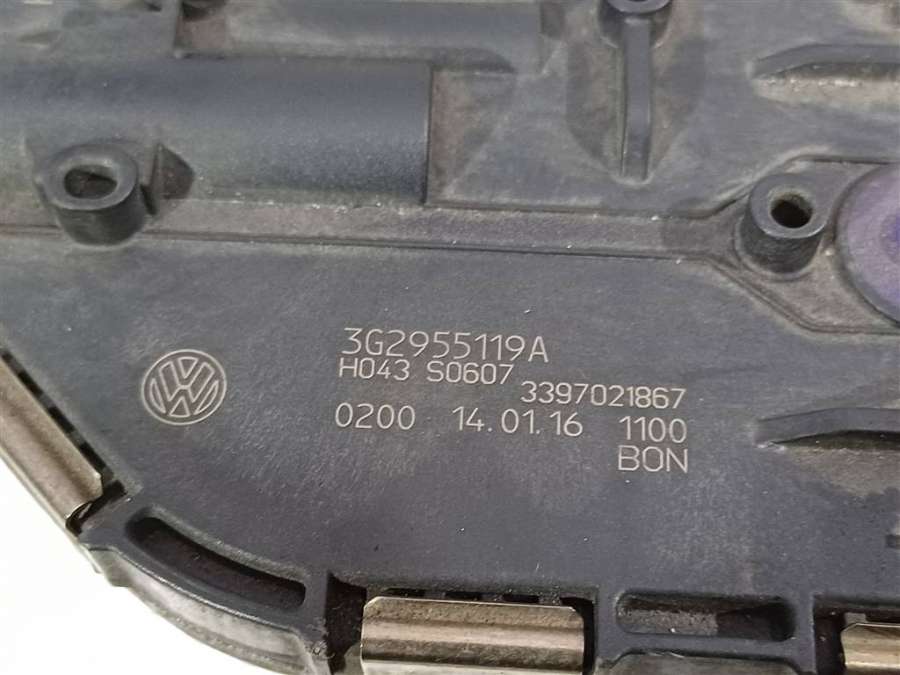 3G2955119A
H043 S0607
3397021867
0200 14.01.16 1100
BON